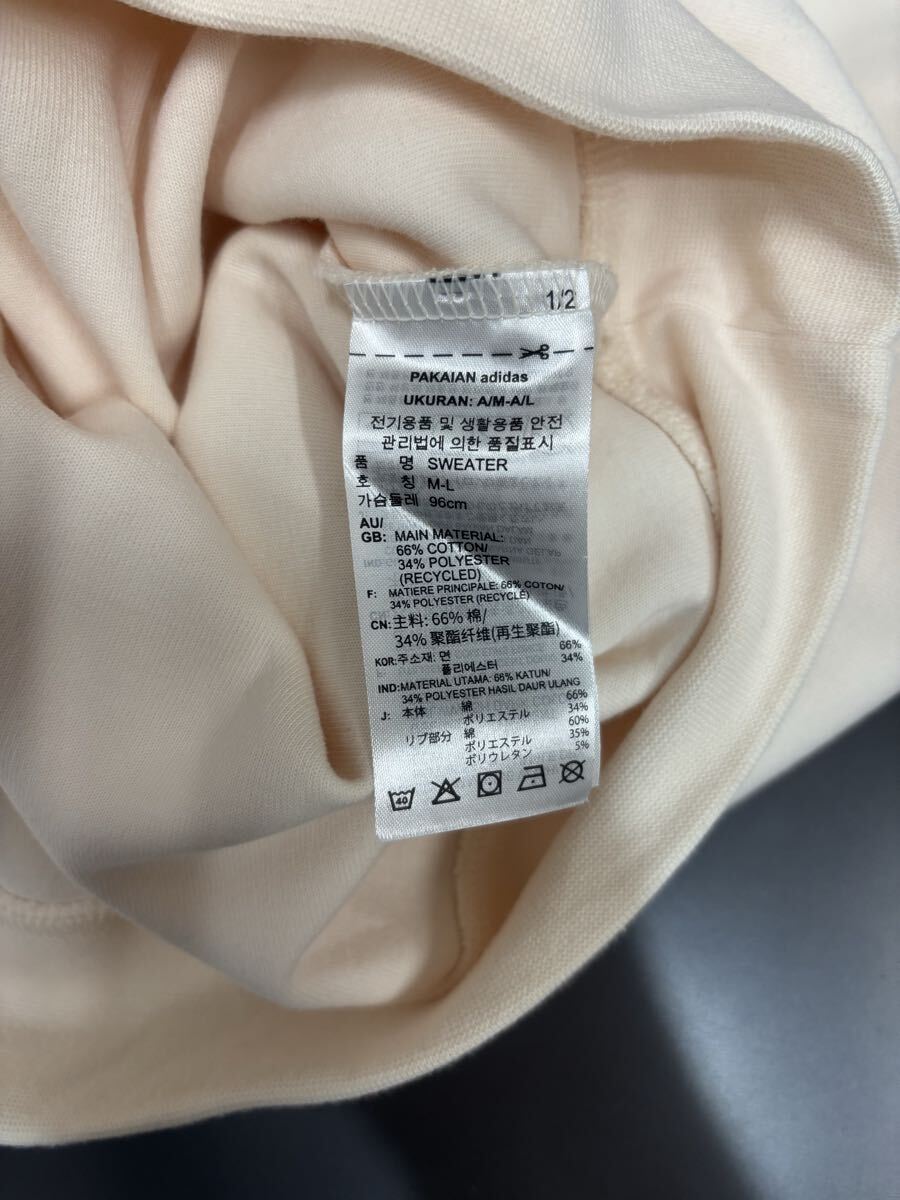 1/2
PAKAIAN adidas
UKURAN: A/M-A/L
전기용품 및 생활용품 안전
관리법에 의한 품질표시
품 명 SWEATER
호 칭 M-L
가슴둘레 96cm
AU/
GB: MAIN MATERIAL:
66% COTTON/
34% POLYESTER
(RECYCLED)
F: MATIERE PRINCIPALE: 66% COTON/
34% POLYESTER (RECYCLÉ)
CN: 主料: 66% 棉/
34% 聚酯纤维(再生聚酯)
KOR: 주소재: 면 66%
폴리에스터 34%
IND: MATERIAL UTAMA: 66% KATUN/
34% POLYESTER HASIL DAUR ULANG
J: 本体 綿 66%
ポリエステル 34%
リブ部分 綿 60%
ポリエステル 35%
ポリウレタン 5%
40